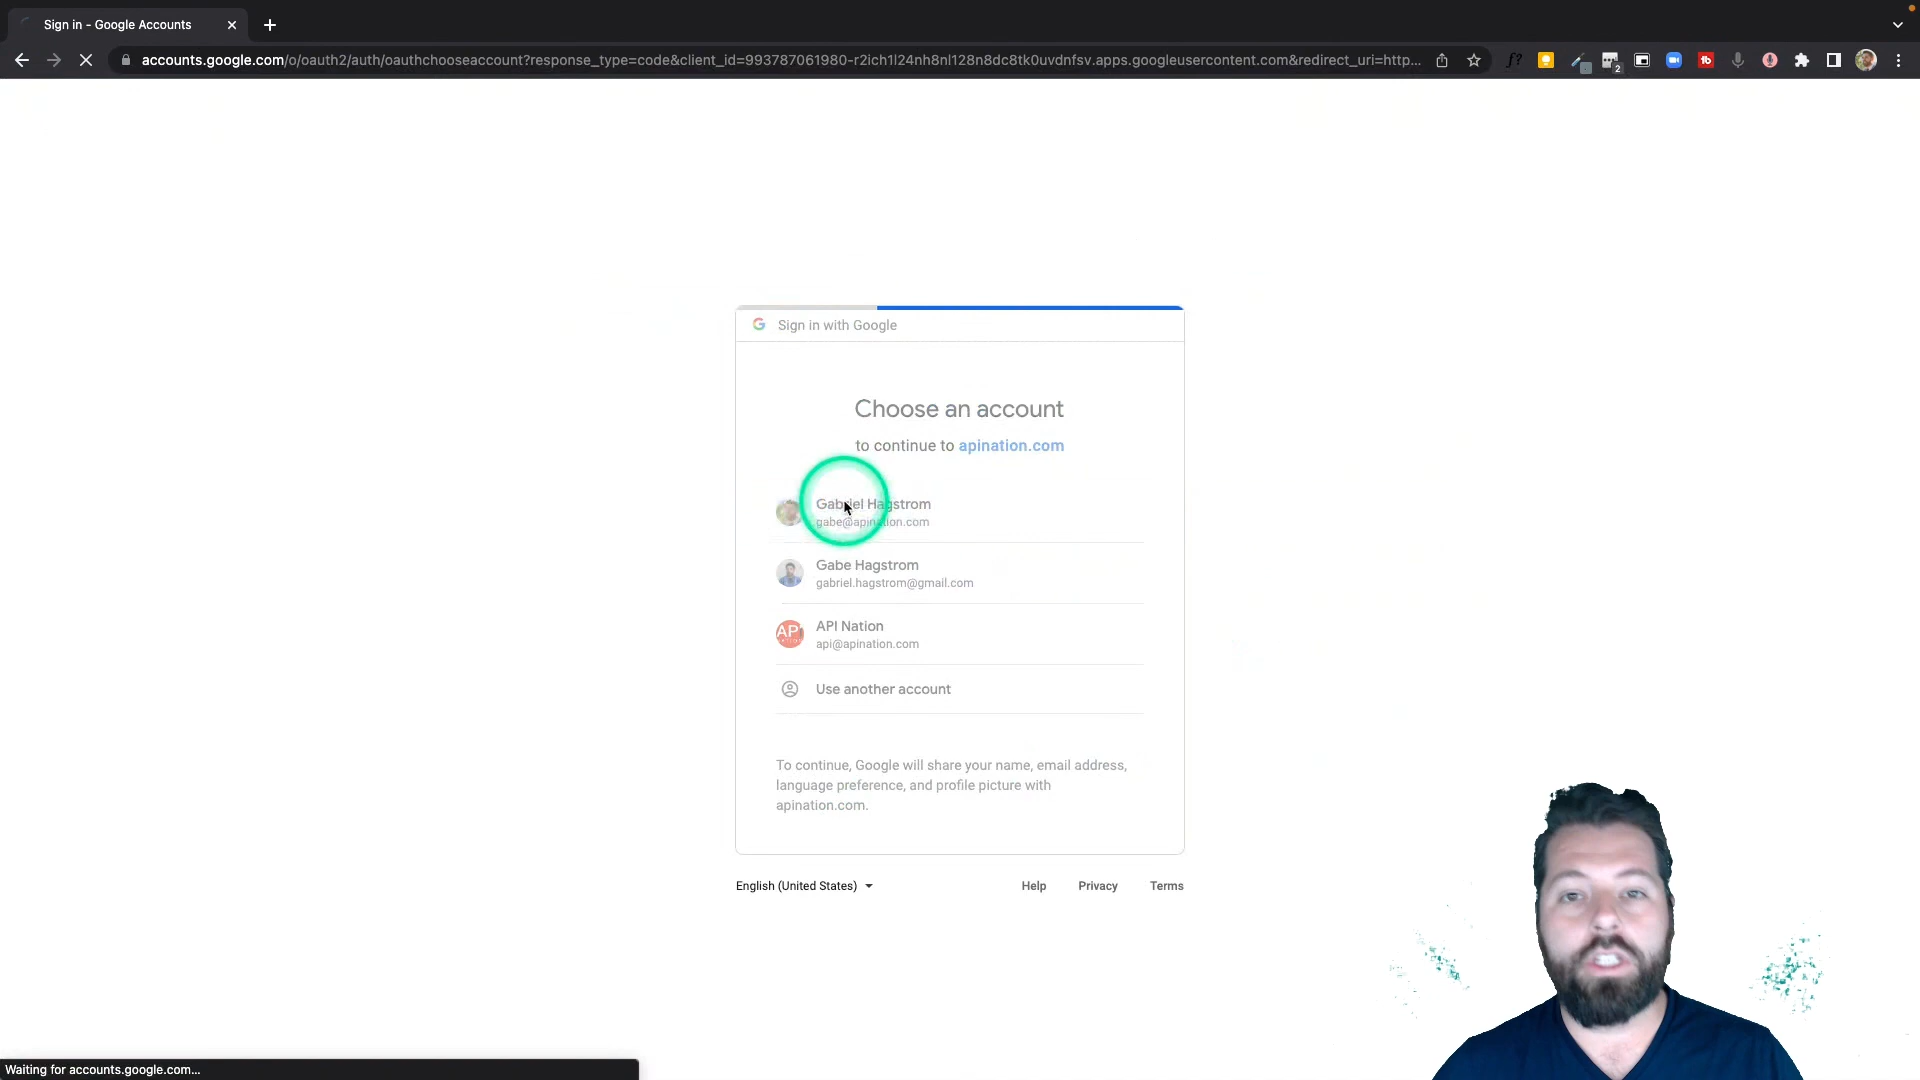 Sign in - Google Accounts
accounts.google.com/o/oauth2/auth/oauthchooseaccount?response_type=code&client_id=993787061980-r2ich1l24nh8nl128n8dc8tk0uvdnfsv.apps.googleusercontent.com&redirect_uri=http...
f?
2
tb
Sign in with Google
Choose an account
to continue to apination.com
Gabriel Hagstrom
gabe@apination.com
Gabe Hagstrom
gabriel.hagstrom@gmail.com
API
API Nation
api@apination.com
Use another account
To continue, Google will share your name, email address,
language preference, and profile picture with
apination.com.
English (United States)
Help
Privacy
Terms
Waiting for accounts.google.com...